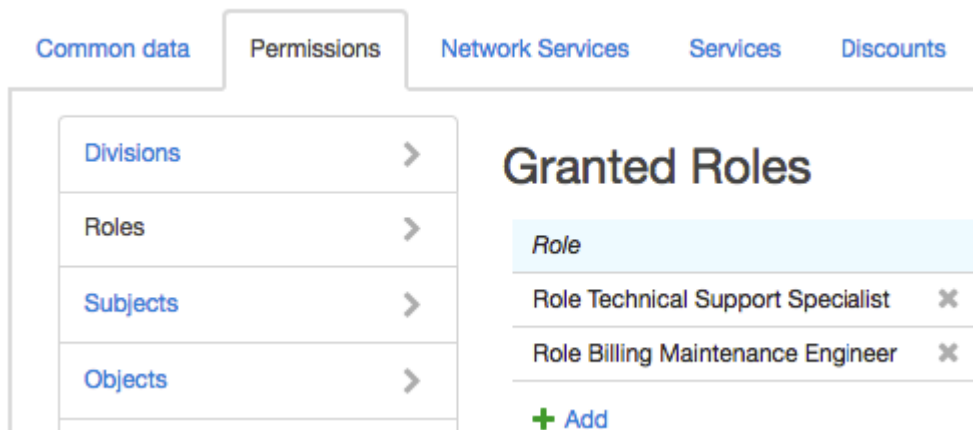 Common data Permissions Network Services Services Discounts
Divisions
Roles
Subjects
Objects
Granted Roles
Role
Role Technical Support Specialist
Role Billing Maintenance Engineer
Add